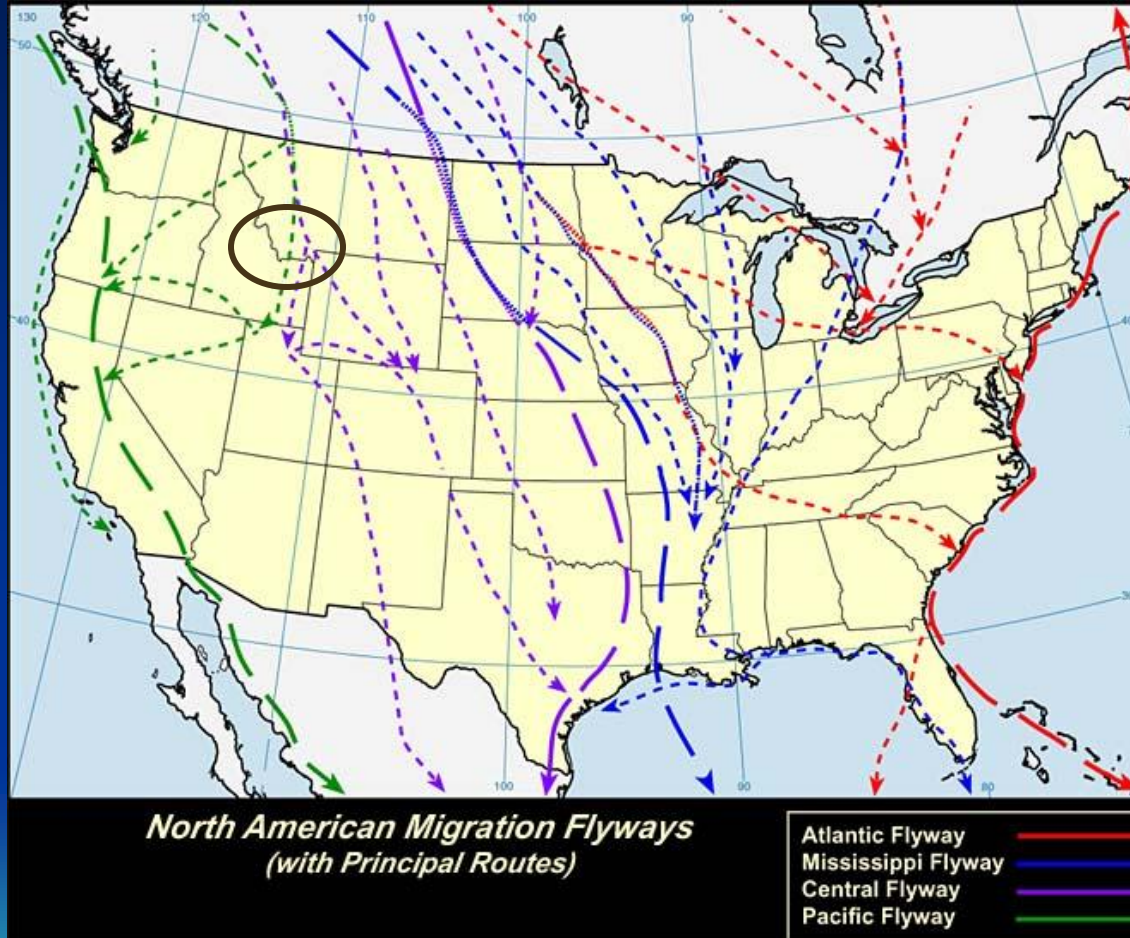 130
120
110
100
90
50
40
40
30
100
90
80
North American Migration Flyways
(with Principal Routes)
Atlantic Flyway
Mississippi Flyway
Central Flyway
Pacific Flyway